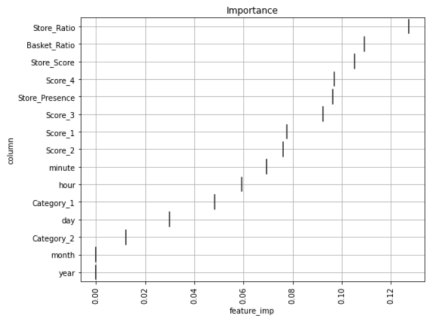 Importance
Store_Ratio
Basket_Ratio
Store_Score
Score_4
Store_Presence
Score_3
Score_1
Score_2
minute
hour
Category_1
day
Category_2
month
year
column
0.00 0.02 0.04 0.06 0.08 0.10 0.12
feature_imp